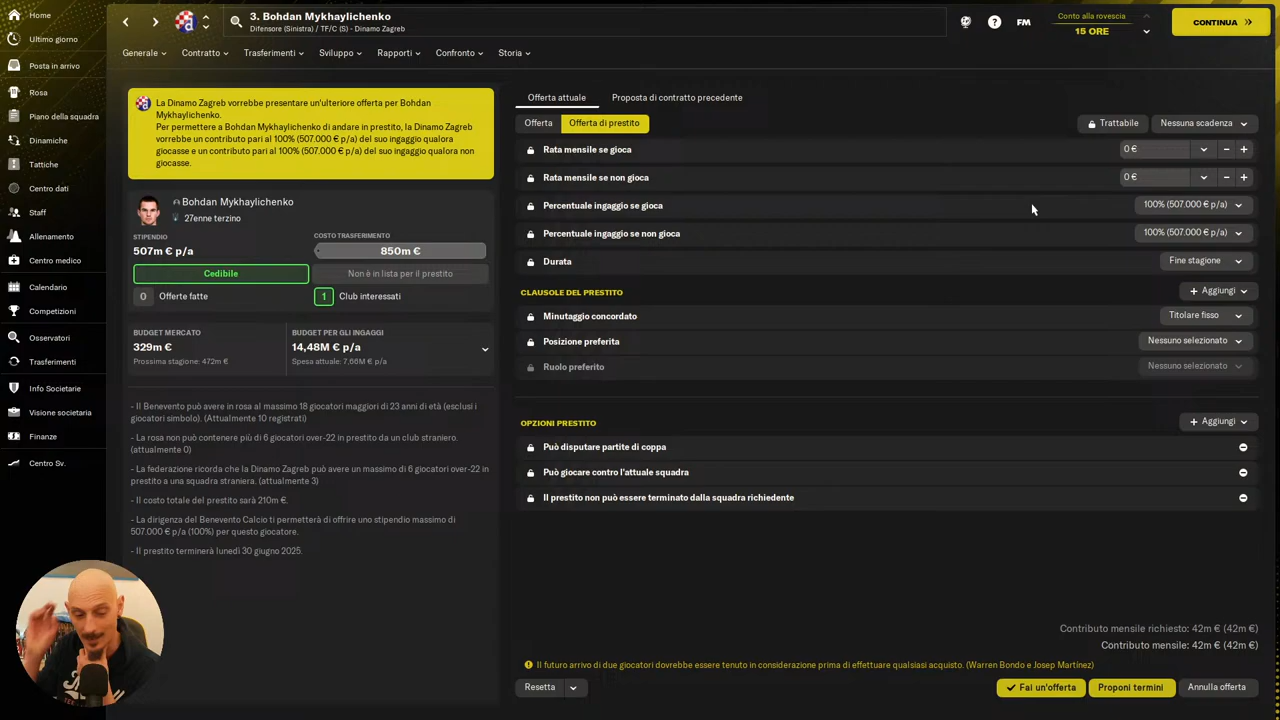 Home
Ultimo giorno
Posta in arrivo
Rosa
Piano della squadra
Dinamiche
Tattiche
Centro dati
Staff
Allenamento
Centro medico
Calendario
Competizioni
Osservatori
Trasferimenti
Info Societarie
Visione societaria
Finanze
Centro Sv.
3. Bohdan Mykhaylichenko
Difensore (Sinistra) / TF/C (S) - Dinamo Zagreb
FM
Conto alla rovescia
15 ORE
CONTINUA
Generale
Contratto
Trasferimenti
Sviluppo
Rapporti
Confronto
Storia
La Dinamo Zagreb vorrebbe presentare un'ulteriore offerta per Bohdan
Mykhaylichenko.
Per permettere a Bohdan Mykhaylichenko di andare in prestito, la Dinamo Zagreb
vorrebbe un contributo pari al 100% (507.000 € p/a) del suo ingaggio qualora
giocasse e un contributo pari al 100% (507.000 € p/a) del suo ingaggio qualora non
giocasse.
Bohdan Mykhaylichenko
27enne terzino
STIPENDIO
507m € p/a
COSTO TRASFERIMENTO
850m €
Cedibile
Non è in lista per il prestito
0 Offerte fatte
1 Club interessati
BUDGET MERCATO
329m €
Prossima stagione: 472m €
BUDGET PER GLI INGAGGI
14,48M € p/a
Spesa attuale: 7,66M € p/a
- Il Benevento può avere in rosa al massimo 18 giocatori maggiori di 23 anni di età (esclusi i
giocatori simbolo). (Attualmente 10 registrati)
- La rosa non può contenere più di 6 giocatori over-22 in prestito da un club straniero.
(attualmente 0)
- La federazione ricorda che la Dinamo Zagreb può avere un massimo di 6 giocatori over-22 in
prestito a una squadra straniera. (attualmente 3)
- Il costo totale del prestito sarà 210m €.
- La dirigenza del Benevento Calcio ti permetterà di offrire uno stipendio massimo di
507.000 € p/a (100%) per questo giocatore.
- Il prestito terminerà lunedì 30 giugno 2025.
Offerta attuale
Proposta di contratto precedente
Offerta
Offerta di prestito
Trattabile
Nessuna scadenza
Rata mensile se gioca
0 €
Rata mensile se non gioca
0 €
Percentuale ingaggio se gioca
100% (507.000 € p/a)
Percentuale ingaggio se non gioca
100% (507.000 € p/a)
Durata
Fine stagione
CLAUSOLE DEL PRESTITO
+ Aggiungi
Minutaggio concordato
Titolare fisso
Posizione preferita
Nessuno selezionato
Ruolo preferito
Nessuno selezionato
OPZIONI PRESTITO
+ Aggiungi
Può disputare partite di coppa
Può giocare contro l'attuale squadra
Il prestito non può essere terminato dalla squadra richiedente
Contributo mensile richiesto: 42m € (42m €)
Contributo mensile: 42m € (42m €)
Il futuro arrivo di due giocatori dovrebbe essere tenuto in considerazione prima di effettuare qualsiasi acquisto. (Warren Bondo e Josep Martínez)
Resetta
Fai un'offerta
Proponi termini
Annulla offerta